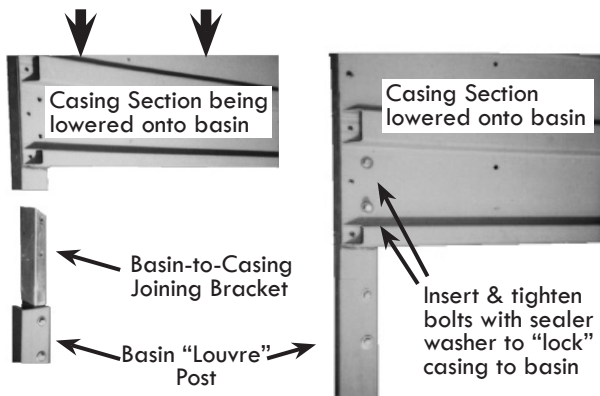 Casing Section being
lowered onto basin
Casing Section
lowered onto basin
Basin-to-Casing
Joining Bracket
Basin “Louvre”
Post
Insert & tighten
bolts with sealer
washer to “lock”
casing to basin